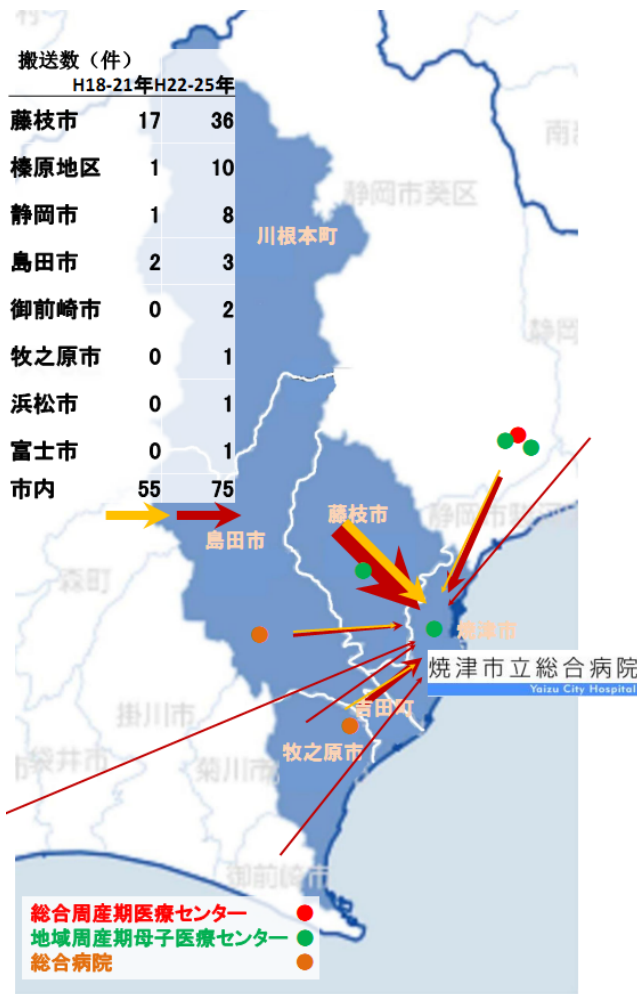 搬送数（件）
H18-21年H22-25年
藤枝市 17 36
榛原地区 1 10
静岡市 1 8
島田市 2 3
御前崎市 0 2
牧之原市 0 1
浜松市 0 1
富士市 0 1
市内 55 75
静岡市葵区
川根本町
静岡
藤枝市
島田市
森町
焼津市
焼津市立総合病院
Yaizu City Hospital
吉田町
掛川市
牧之原市
袋井市
菊川市
御前崎市
総合周産期医療センター
地域周産期母子医療センター
総合病院